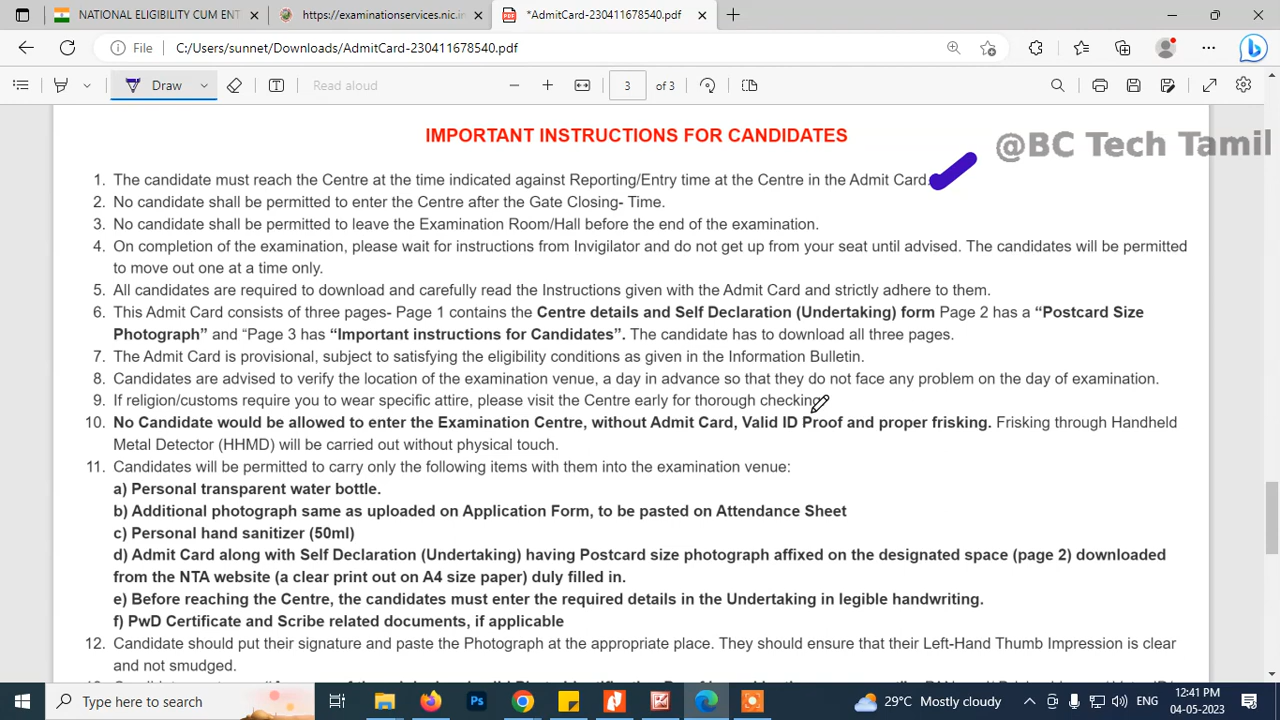 NATIONAL ELIGIBILITY CUM ENT
https://examinationservices.nic.in
*AdmitCard-230411678540.pdf
File
C:/Users/sunnet/Downloads/AdmitCard-230411678540.pdf
Draw
Read aloud
3
of 3
@BC Tech Tamil
IMPORTANT INSTRUCTIONS FOR CANDIDATES
1. The candidate must reach the Centre at the time indicated against Reporting/Entry time at the Centre in the Admit Card.
2. No candidate shall be permitted to enter the Centre after the Gate Closing- Time.
3. No candidate shall be permitted to leave the Examination Room/Hall before the end of the examination.
4. On completion of the examination, please wait for instructions from Invigilator and do not get up from your seat until advised. The candidates will be permitted
to move out one at a time only.
5. All candidates are required to download and carefully read the Instructions given with the Admit Card and strictly adhere to them.
6. This Admit Card consists of three pages- Page 1 contains the Centre details and Self Declaration (Undertaking) form Page 2 has a “Postcard Size
Photograph” and “Page 3 has “Important instructions for Candidates”. The candidate has to download all three pages.
7. The Admit Card is provisional, subject to satisfying the eligibility conditions as given in the Information Bulletin.
8. Candidates are advised to verify the location of the examination venue, a day in advance so that they do not face any problem on the day of examination.
9. If religion/customs require you to wear specific attire, please visit the Centre early for thorough checking
10. No Candidate would be allowed to enter the Examination Centre, without Admit Card, Valid ID Proof and proper frisking. Frisking through Handheld
Metal Detector (HHMD) will be carried out without physical touch.
11. Candidates will be permitted to carry only the following items with them into the examination venue:
a) Personal transparent water bottle.
b) Additional photograph same as uploaded on Application Form, to be pasted on Attendance Sheet
c) Personal hand sanitizer (50ml)
d) Admit Card along with Self Declaration (Undertaking) having Postcard size photograph affixed on the designated space (page 2) downloaded
from the NTA website (a clear print out on A4 size paper) duly filled in.
e) Before reaching the Centre, the candidates must enter the required details in the Undertaking in legible handwriting.
f) PwD Certificate and Scribe related documents, if applicable
12. Candidate should put their signature and paste the Photograph at the appropriate place. They should ensure that their Left-Hand Thumb Impression is clear
and not smudged.
Type here to search
Ps
29°C Mostly cloudy
12:41 PM
04-05-2023